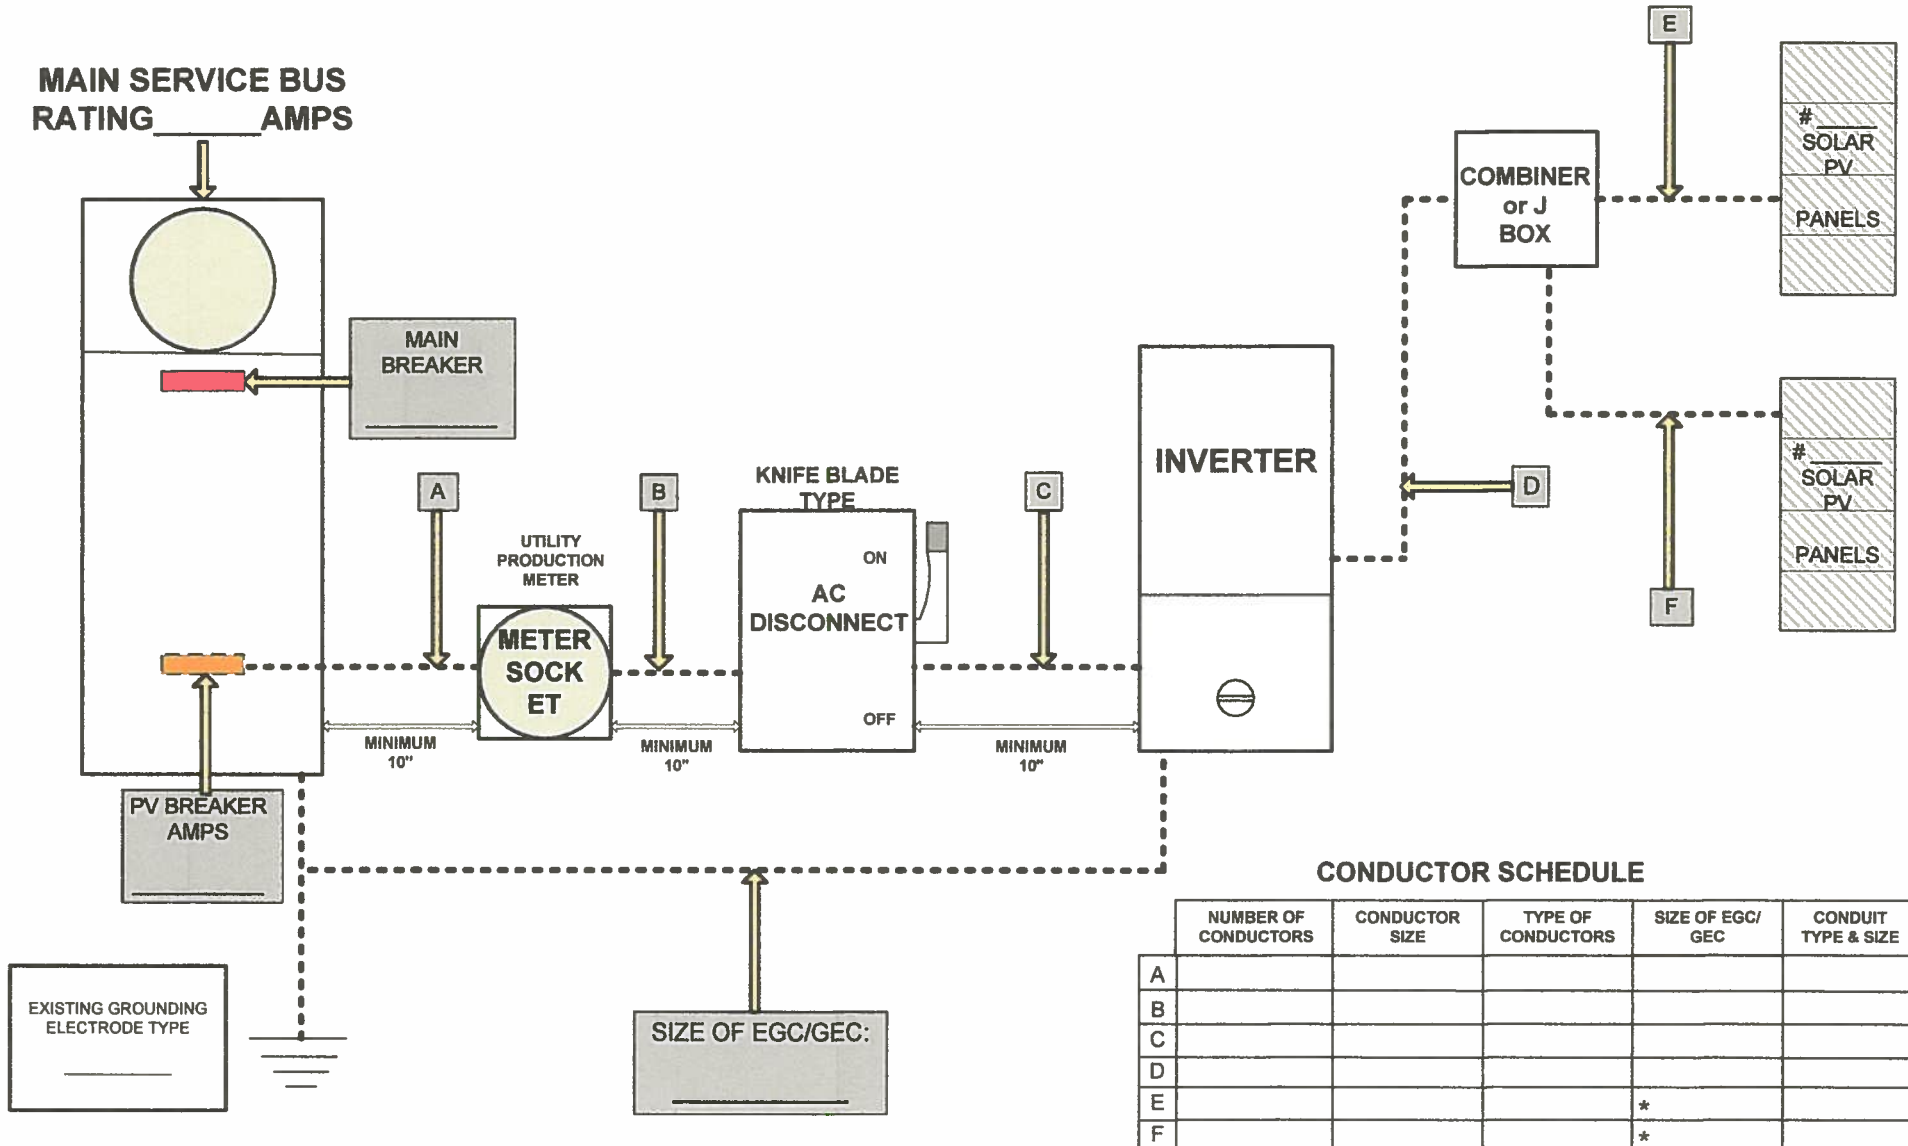 MAIN SERVICE BUS
RATING______AMPS
MAIN
BREAKER
PV BREAKER
AMPS
EXISTING GROUNDING
ELECTRODE TYPE
A
UTILITY
PRODUCTION
METER
METER
SOCK
ET
MINIMUM
10"
B
MINIMUM
10"
KNIFE BLADE
TYPE
ON
AC
DISCONNECT
OFF
C
MINIMUM
10"
INVERTER
SIZE OF EGC/GEC:
D
COMBINER
or J
BOX
E
# ____
SOLAR
PV
PANELS
F
# ____
SOLAR
PV
PANELS
CONDUCTOR SCHEDULE
NUMBER OF
CONDUCTORS
CONDUCTOR
SIZE
TYPE OF
CONDUCTORS
SIZE OF EGC/
GEC
CONDUIT
TYPE & SIZE
A
B
C
D
E *
F *